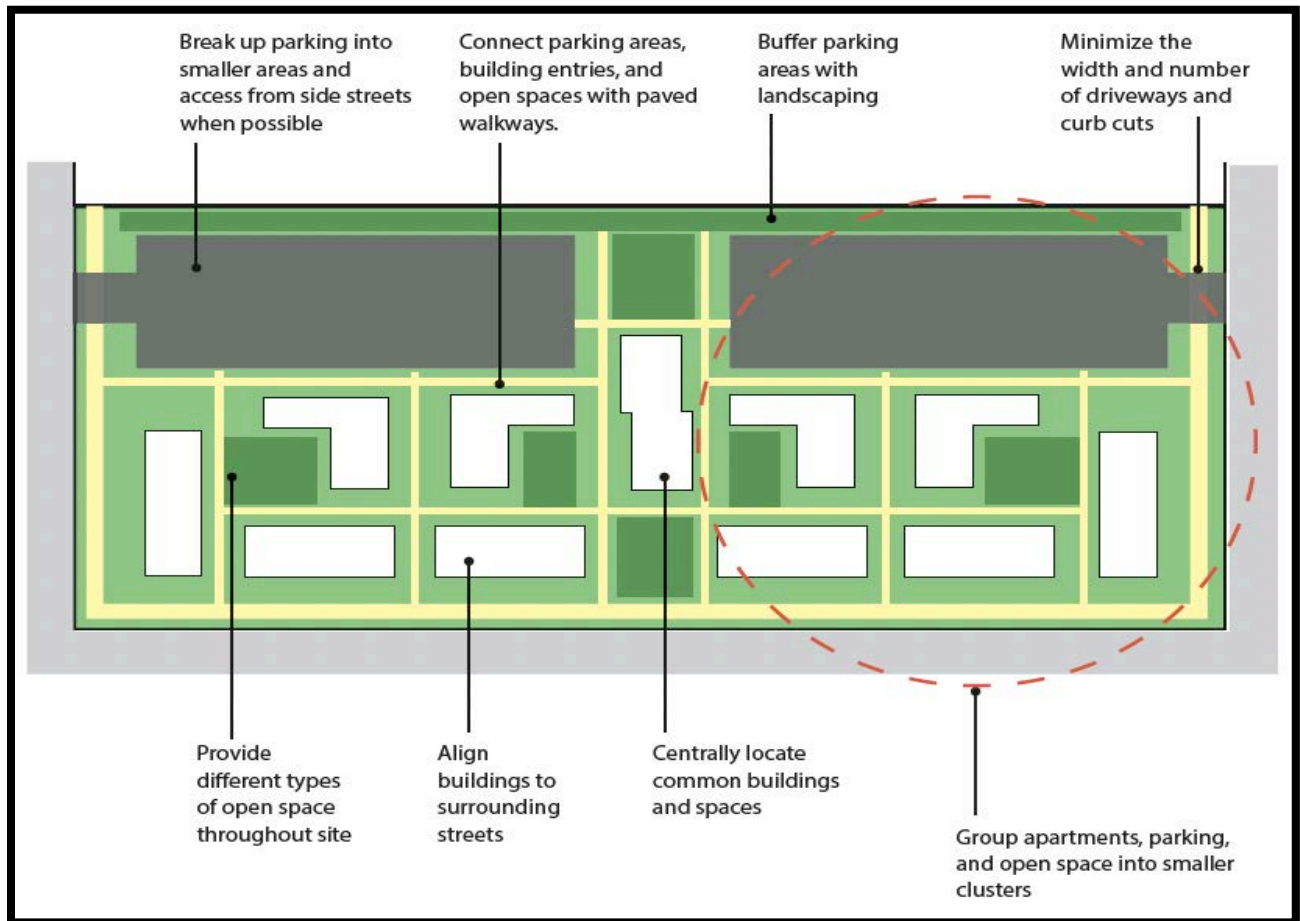 Break up parking into
smaller areas and
access from side streets
when possible
Connect parking areas,
building entries, and
open spaces with paved
walkways.
Buffer parking
areas with
landscaping
Minimize the
width and number
of driveways and
curb cuts
Provide
different types
of open space
throughout site
Align
buildings to
surrounding
streets
Centrally locate
common buildings
and spaces
Group apartments, parking,
and open space into smaller
clusters